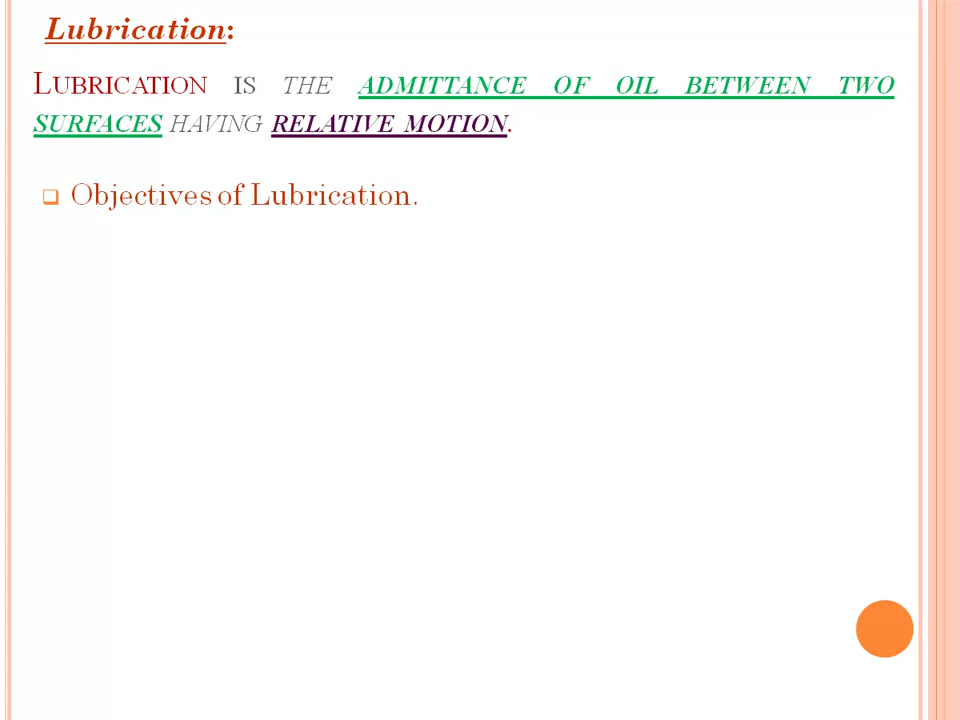 Lubrication:
LUBRICATION IS THE ADMITTANCE OF OIL BETWEEN TWO
SURFACES HAVING RELATIVE MOTION.
Objectives of Lubrication.